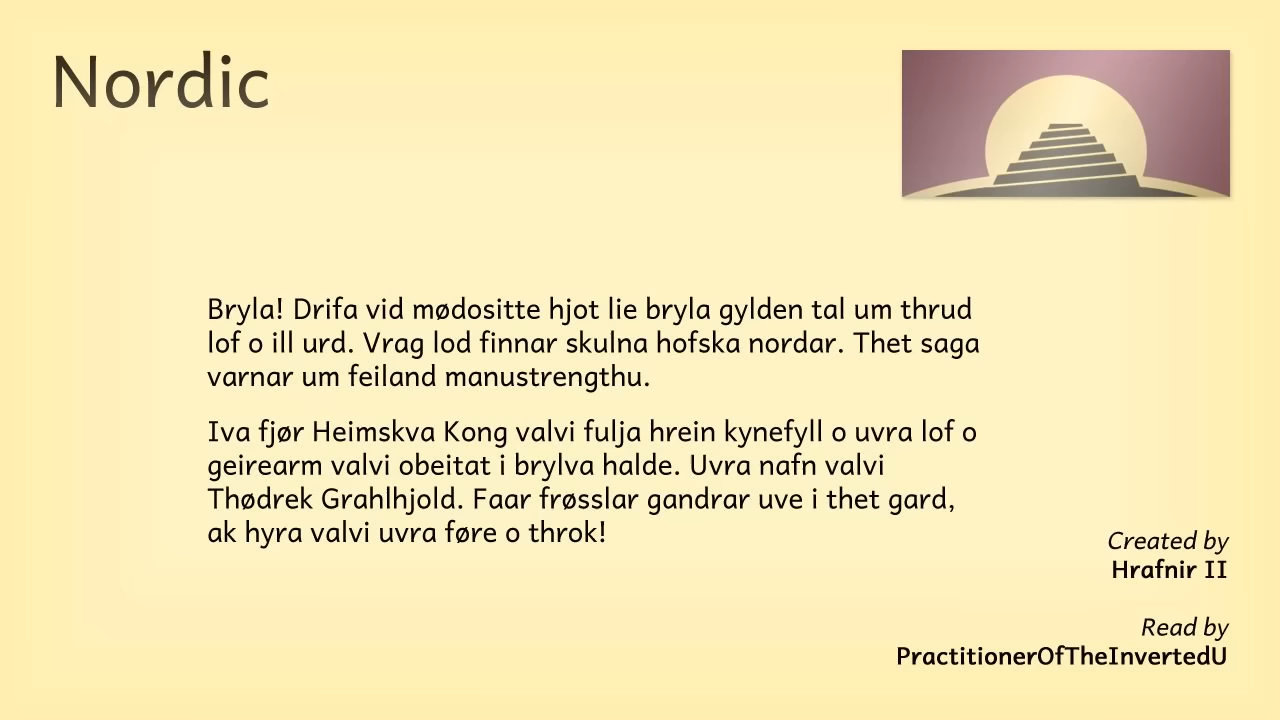 Nordic
Bryla! Drifa vid mødositte hjot lie bryla gylden tal um thrud
lof o ill urd. Vrag lod finnar skulna hofska nordar. Thet saga
varnar um feiland manustrengthu.
Iva fjør Heimskva Kong valvi fulja hrein kynefyll o uvra lof o
geirearm valvi obeitat i brylva halde. Uvra nafn valvi
Thødrek Grahlhjold. Faar frøsslar gandrar uve i thet gard,
ak hyra valvi uvra føre o throk!
Created by
Hrafnir II
Read by
PractitionerOfTheInvertedU